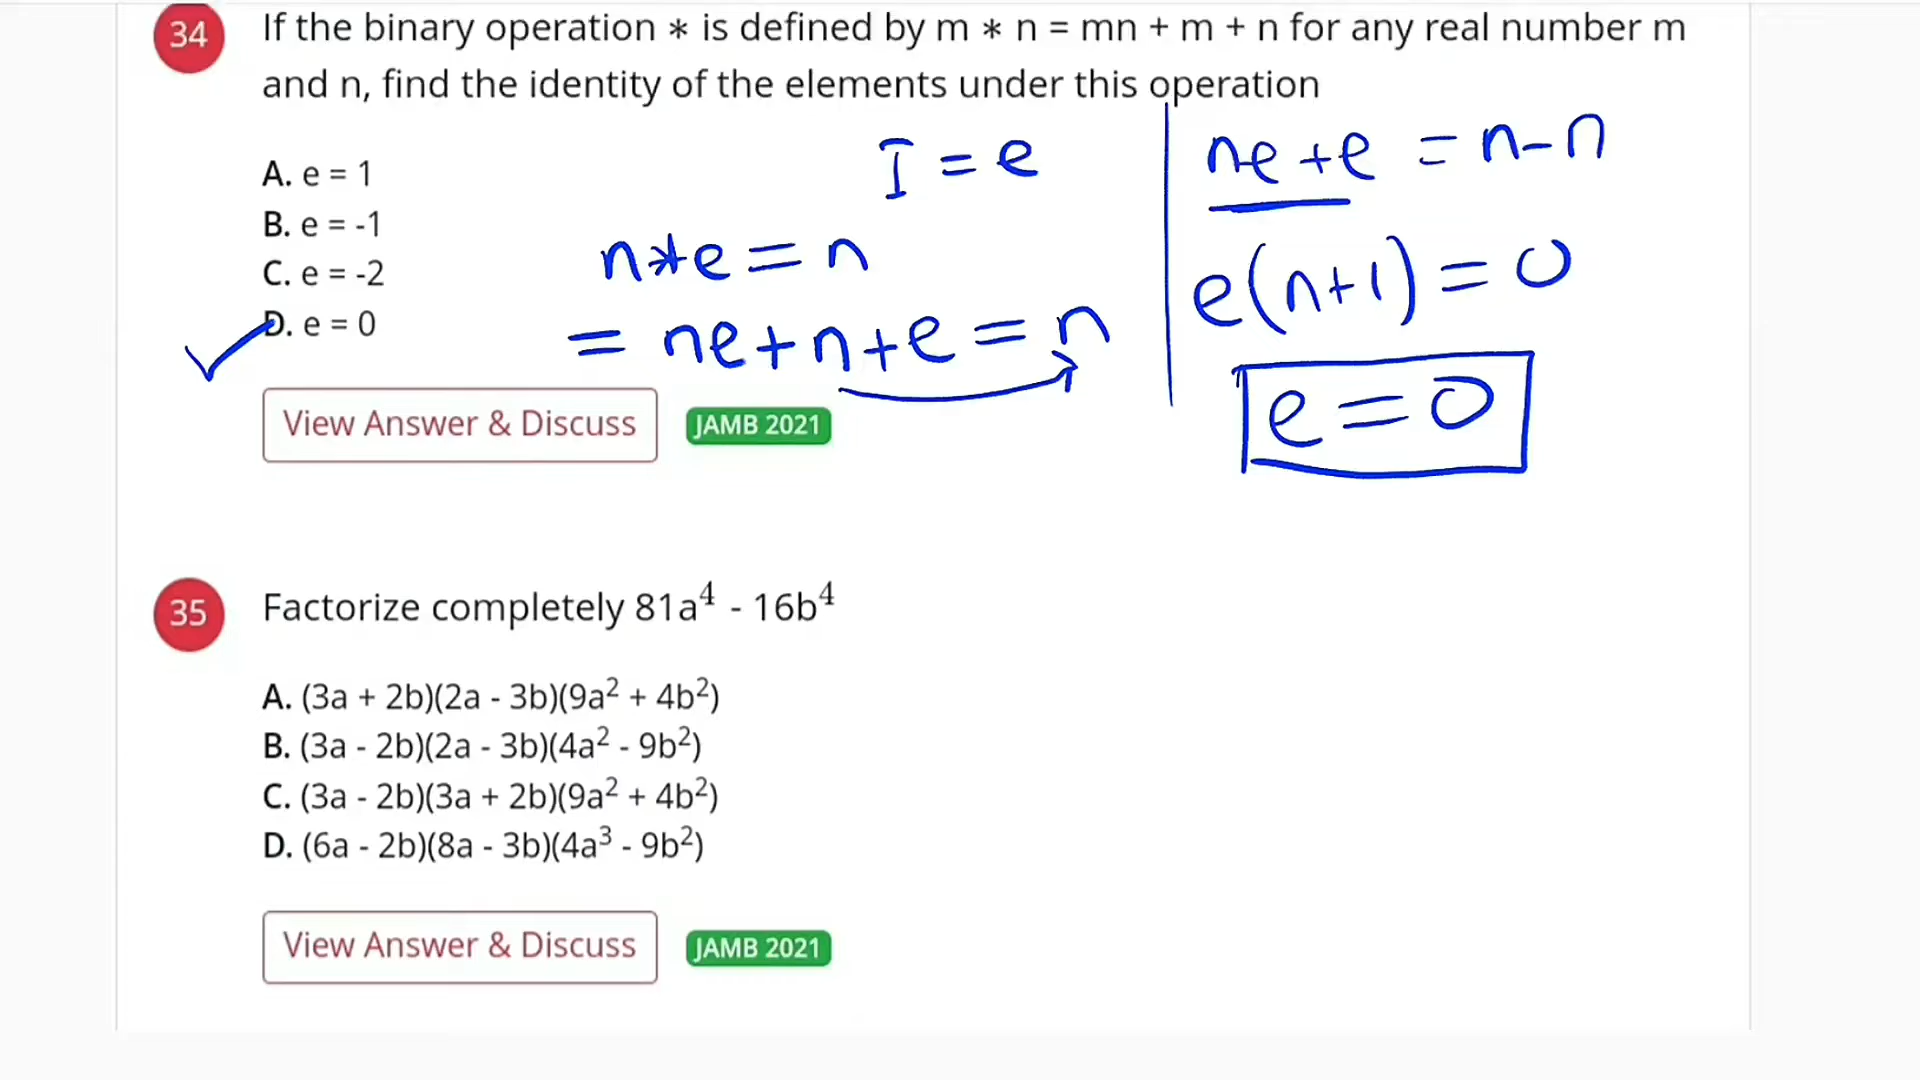 34 If the binary operation ∗ is defined by m ∗ n = mn + m + n for any real number m
and n, find the identity of the elements under this operation
A. e = 1
B. e = -1
C. e = -2
D. e = 0
I = e
n*e = n
= ne+n+e = n
ne+e = n-n
e(n+1) = 0
e=0
View Answer & Discuss JAMB 2021
35 Factorize completely 81a⁴ - 16b⁴
A. (3a + 2b)(2a - 3b)(9a² + 4b²)
B. (3a - 2b)(2a - 3b)(4a² - 9b²)
C. (3a - 2b)(3a + 2b)(9a² + 4b²)
D. (6a - 2b)(8a - 3b)(4a³ - 9b²)
View Answer & Discuss JAMB 2021